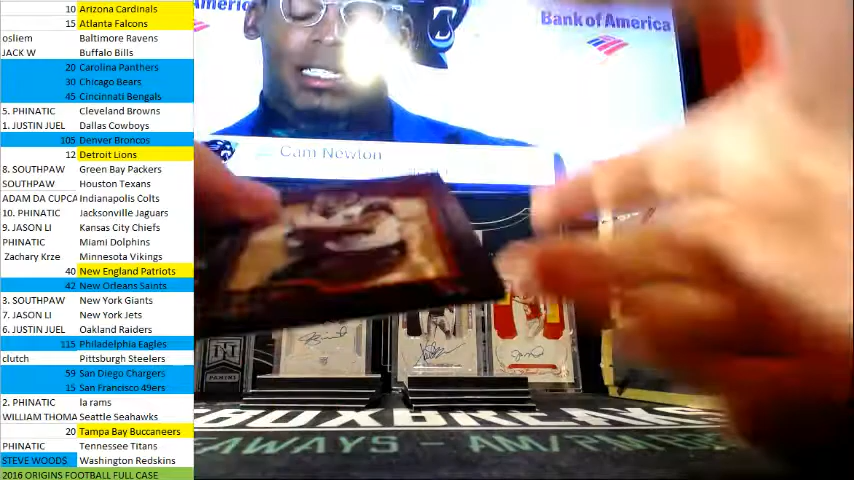 10 Arizona Cardinals
15 Atlanta Falcons
osliem Baltimore Ravens
JACK W Buffalo Bills
20 Carolina Panthers
30 Chicago Bears
45 Cincinnati Bengals
5. PHINATIC Cleveland Browns
1. JUSTIN JUEL Dallas Cowboys
105 Denver Broncos
12 Detroit Lions
8. SOUTHPAW Green Bay Packers
SOUTHPAW Houston Texans
ADAM DA CUPCA Indianapolis Colts
10. PHINATIC Jacksonville Jaguars
9. JASON LI Kansas City Chiefs
PHINATIC Miami Dolphins
Zachary Krze Minnesota Vikings
40 New England Patriots
42 New Orleans Saints
3. SOUTHPAW New York Giants
7. JASON LI New York Jets
6. JUSTIN JUEL Oakland Raiders
115 Philadelphia Eagles
clutch Pittsburgh Steelers
59 San Diego Chargers
15 San Francisco 49ers
2. PHINATIC la rams
WILLIAM THOMA Seattle Seahawks
20 Tampa Bay Buccaneers
PHINATIC Tennessee Titans
STEVE WOODS Washington Redskins
2016 ORIGINS FOOTBALL FULL CASE
America
Bank of America
Cam Newton
PANINI
BOXBREAKS
EAWAYS - AM/PM